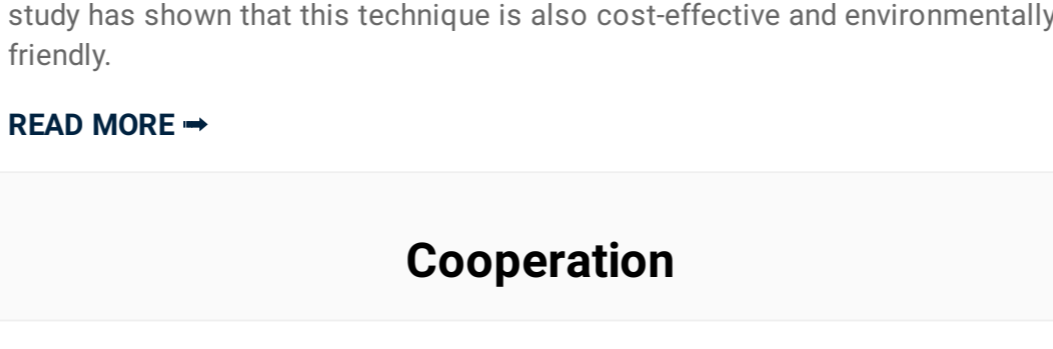 study has shown that this technique is also cost-effective and environmentally
friendly.
READ MORE ➡
Cooperation